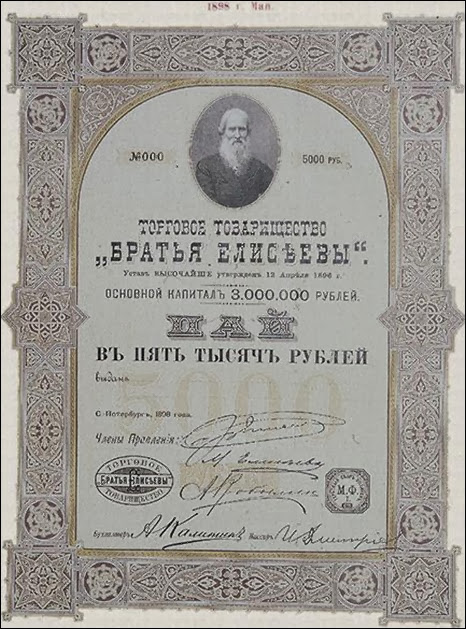 1898 г. Май.
№000
5000 РУБ.
ТОРГОВОЕ ТОВАРИЩЕСТВО
„БРАТЬЯ ЕЛИСѢЕВЫ“.
Уставъ ВЫСОЧАЙШЕ утвержденъ 12 Апрѣля 1896 г.
ОСНОВНОЙ КАПИТАЛЪ 3.000.000 РУБЛЕЙ.
ПАЙ
ВЪ ПЯТЬ ТЫСЯЧЪ РУБЛЕЙ
5000
выданъ
С.-Петербургъ, 1898 года.
Члены Правленія:
ТОРГОВОЕ
БРАТЬЯ ЕЛИСѢЕВЫ
ТОВАРИЩЕСТВО
М.Ф.
Бухгалтеръ
Кассиръ